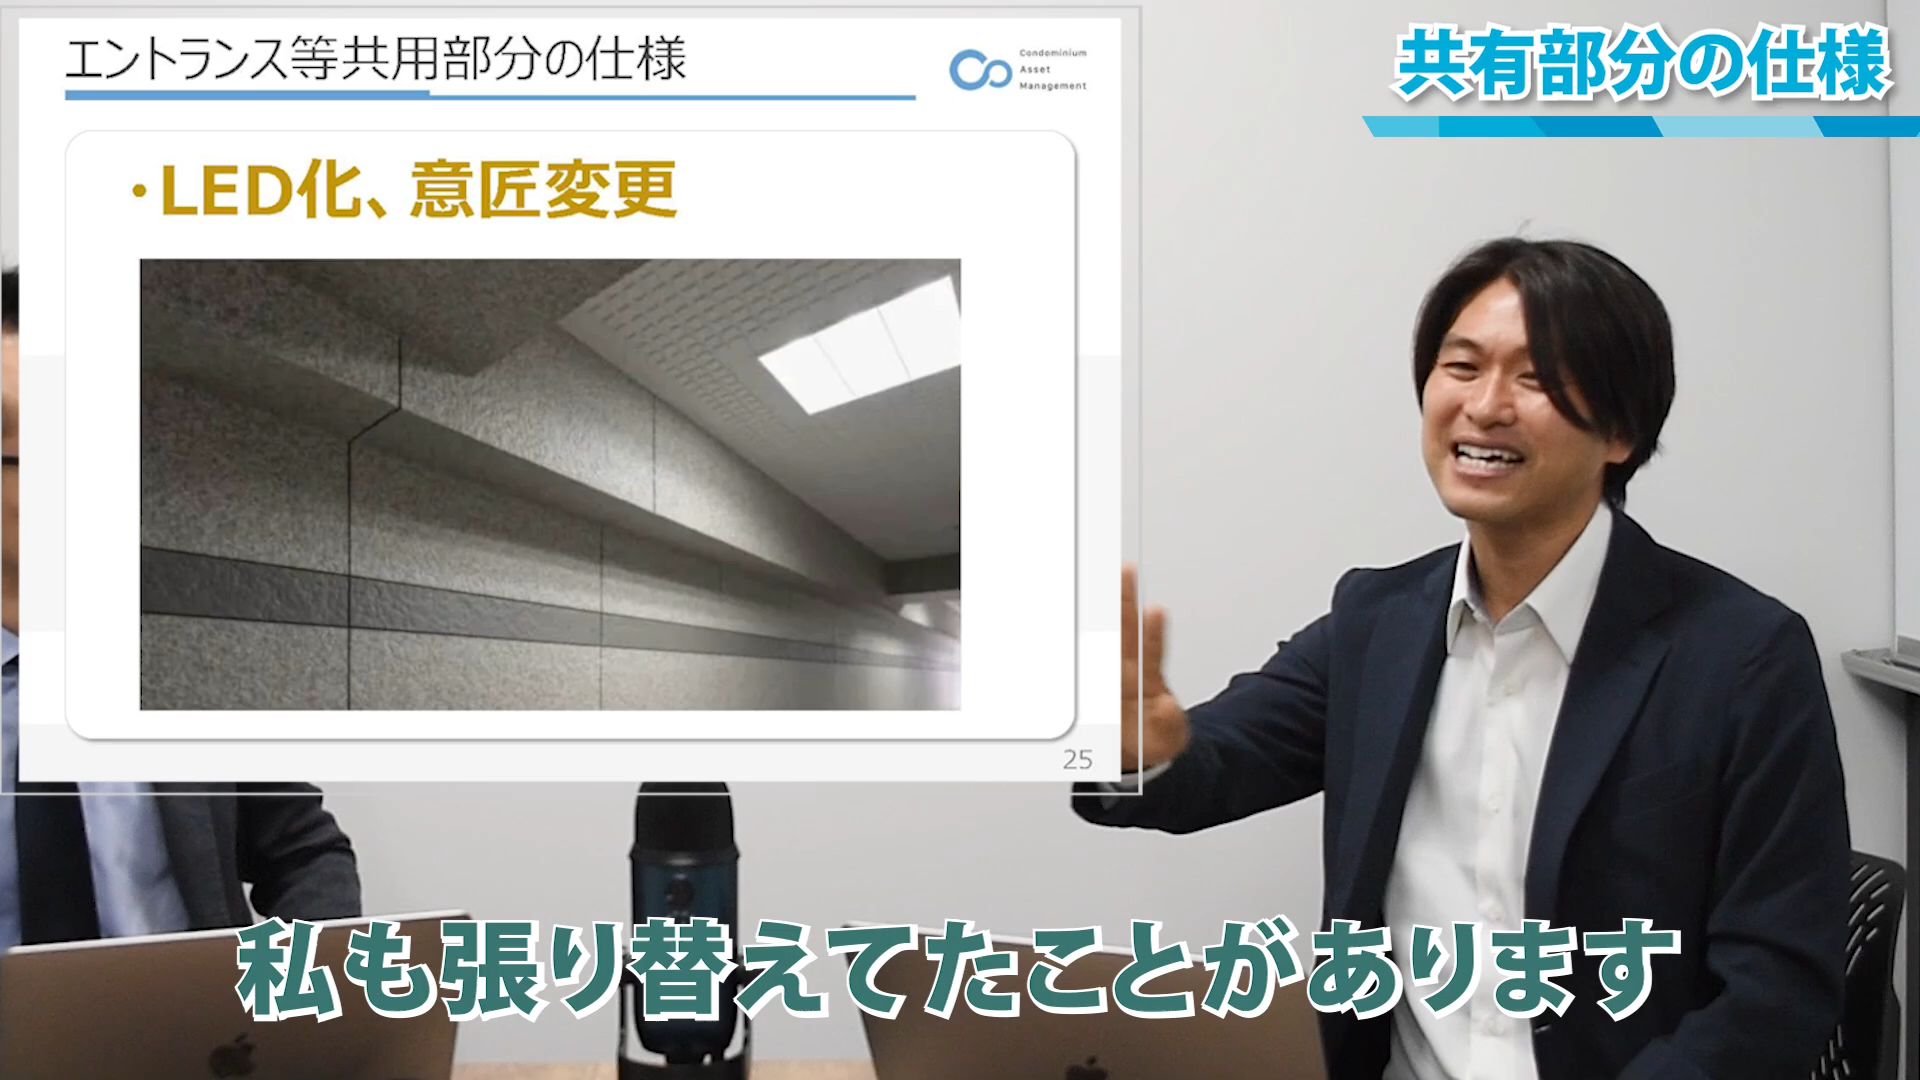 エントランス等共用部分の仕様
Condominium
Asset
Management
共有部分の仕様
・LED化、意匠変更
25
私も張り替えてたことがあります